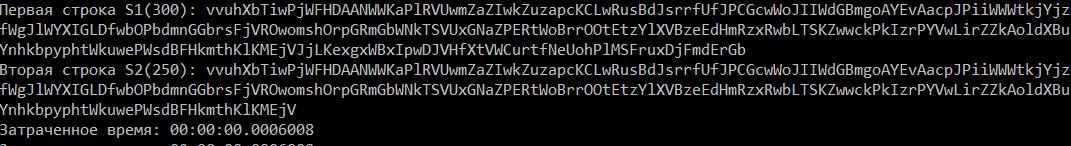 Первая строка S1(300): vvuhXbTiwPjWFHDAANWWKaPlRVUwmZaZIwkZuzapcKCLwRusBdJsrrfUfJPCGcwWoJIIWdGBmgoAYEvAacpJPiiWWWtkjYjz
fWgJlWYXIGLDfwbOPbdmnGGbrsFjVROwomshOrpGRmGbWNkTSVUxGNaZPERtWoBrrOOtEtzYlXVBzeEdHmRzxRwbLTSKZwwckPkIzrPYVwLirZZkAoldXBu
YnhkbpyphtWkuwePWsdBFHkmthKlKMEjVJjLKexgxWBxIpwDJVHfXtVWCurtfNeUohPlMSFruxDjFmdErGb
Вторая строка S2(250): vvuhXbTiwPjWFHDAANWWKaPlRVUwmZaZIwkZuzapcKCLwRusBdJsrrfUfJPCGcwWoJIIWdGBmgoAYEvAacpJPiiWWWtkjYjz
fWgJlWYXIGLDfwbOPbdmnGGbrsFjVROwomshOrpGRmGbWNkTSVUxGNaZPERtWoBrrOOtEtzYlXVBzeEdHmRzxRwbLTSKZwwckPkIzrPYVwLirZZkAoldXBu
YnhkbpyphtWkuwePWsdBFHkmthKlKMEjV
Затраченное время: 00:00:00.0006008